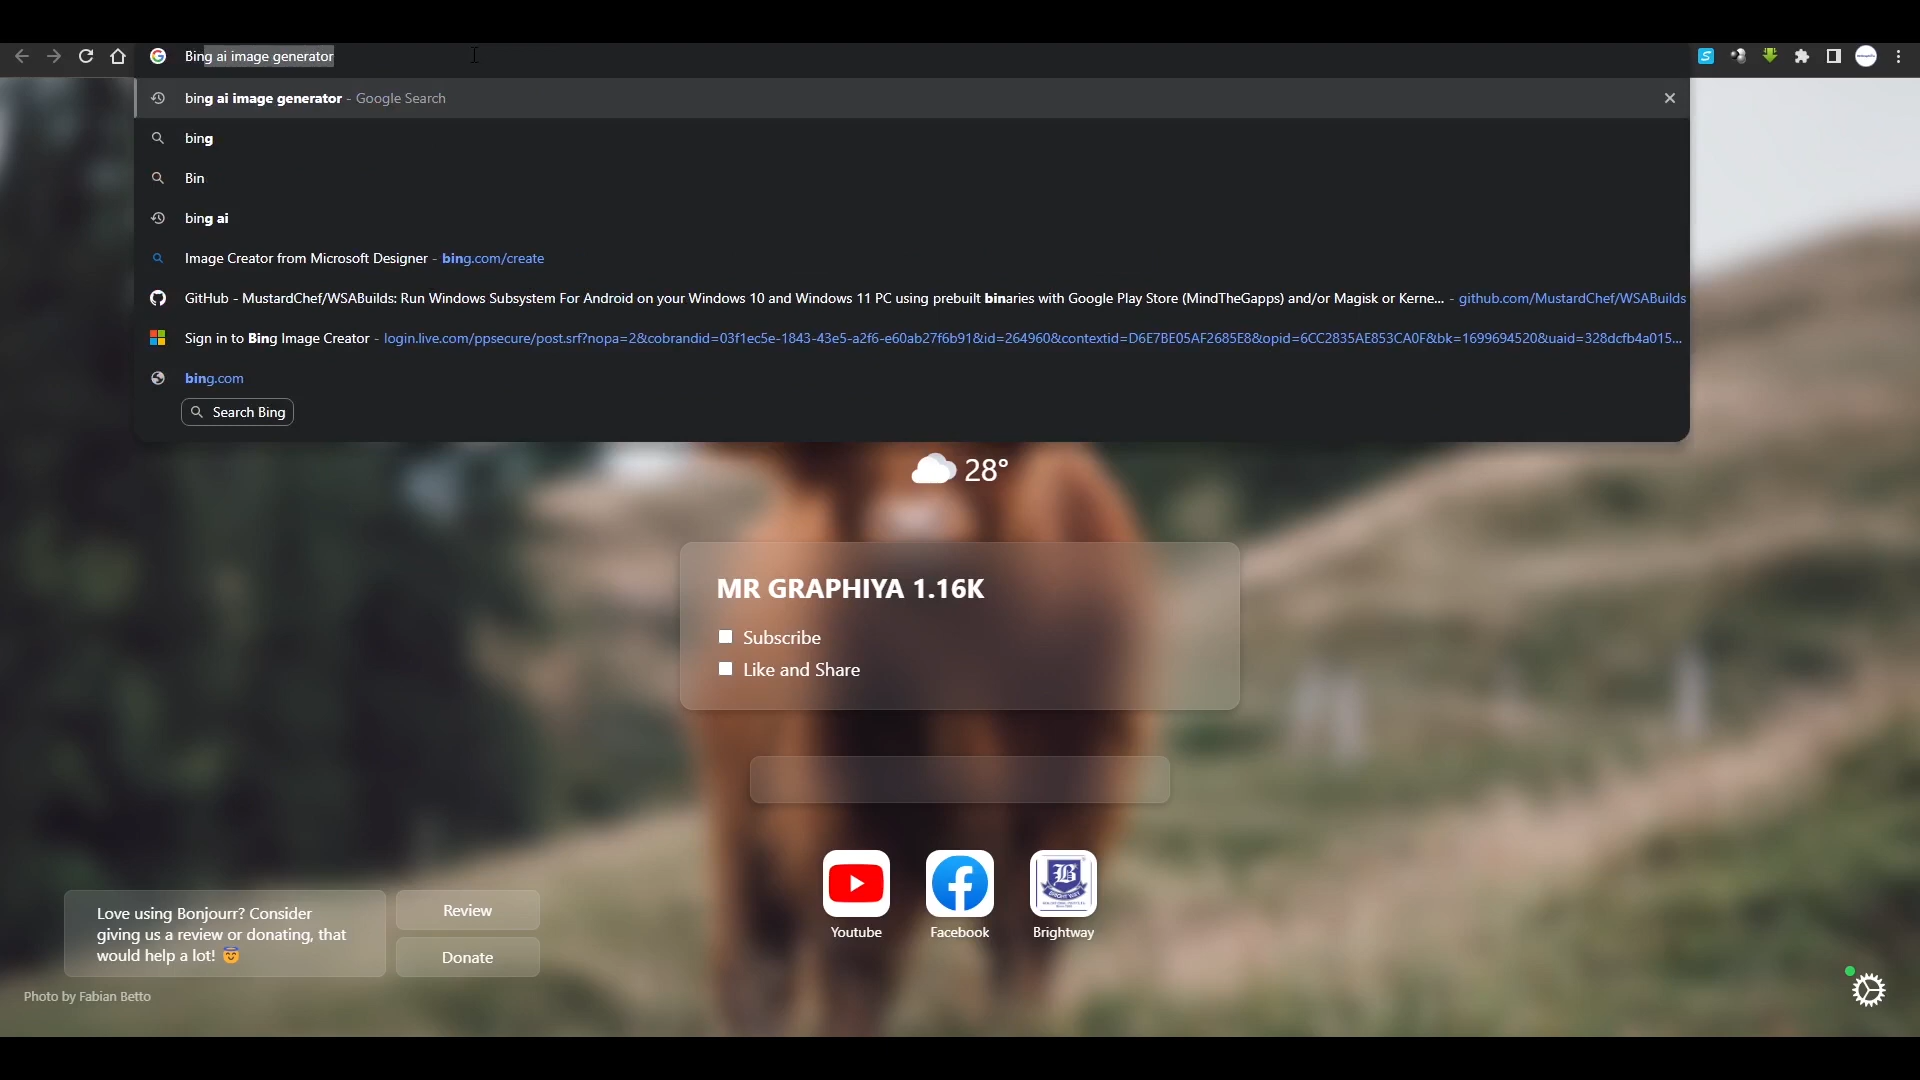 Bing ai image generator
bing ai image generator - Google Search
bing
Bin
bing ai
Image Creator from Microsoft Designer - bing.com/create
GitHub - MustardChef/WSABuilds: Run Windows Subsystem For Android on your Windows 10 and Windows 11 PC using prebuilt binaries with Google Play Store (MindTheGapps) and/or Magisk or Kerne... - github.com/MustardChef/WSABuilds
Sign in to Bing Image Creator - login.live.com/ppsecure/post.srf?nopa=2&cobrandid=03f1ec5e-1843-43e5-a2f6-e60ab27f6b91&id=264960&contextid=D6E7BE05AF2685E8&opid=6CC2835AE853CA0F&bk=1699694520&uaid=328dcfb4a015...
bing.com
Search Bing
28°
MR GRAPHIYA 1.16K
Subscribe
Like and Share
Youtube
Facebook
Brightway
Love using Bonjourr? Consider
giving us a review or donating, that
would help a lot! 😇
Review
Donate
Photo by Fabian Betto